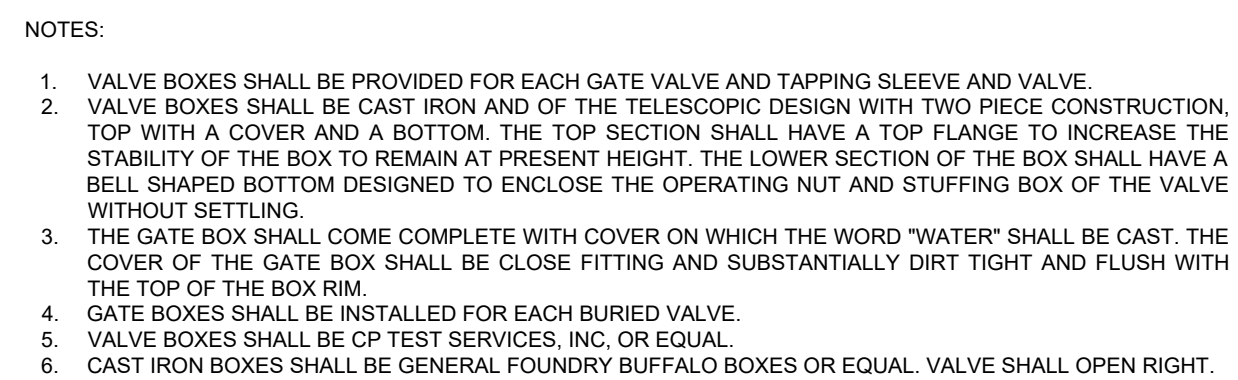 NOTES:
1. VALVE BOXES SHALL BE PROVIDED FOR EACH GATE VALVE AND TAPPING SLEEVE AND VALVE.
2. VALVE BOXES SHALL BE CAST IRON AND OF THE TELESCOPIC DESIGN WITH TWO PIECE CONSTRUCTION,
TOP WITH A COVER AND A BOTTOM. THE TOP SECTION SHALL HAVE A TOP FLANGE TO INCREASE THE
STABILITY OF THE BOX TO REMAIN AT PRESENT HEIGHT. THE LOWER SECTION OF THE BOX SHALL HAVE A
BELL SHAPED BOTTOM DESIGNED TO ENCLOSE THE OPERATING NUT AND STUFFING BOX OF THE VALVE
WITHOUT SETTLING.
3. THE GATE BOX SHALL COME COMPLETE WITH COVER ON WHICH THE WORD "WATER" SHALL BE CAST. THE
COVER OF THE GATE BOX SHALL BE CLOSE FITTING AND SUBSTANTIALLY DIRT TIGHT AND FLUSH WITH
THE TOP OF THE BOX RIM.
4. GATE BOXES SHALL BE INSTALLED FOR EACH BURIED VALVE.
5. VALVE BOXES SHALL BE CP TEST SERVICES, INC, OR EQUAL.
6. CAST IRON BOXES SHALL BE GENERAL FOUNDRY BUFFALO BOXES OR EQUAL. VALVE SHALL OPEN RIGHT.